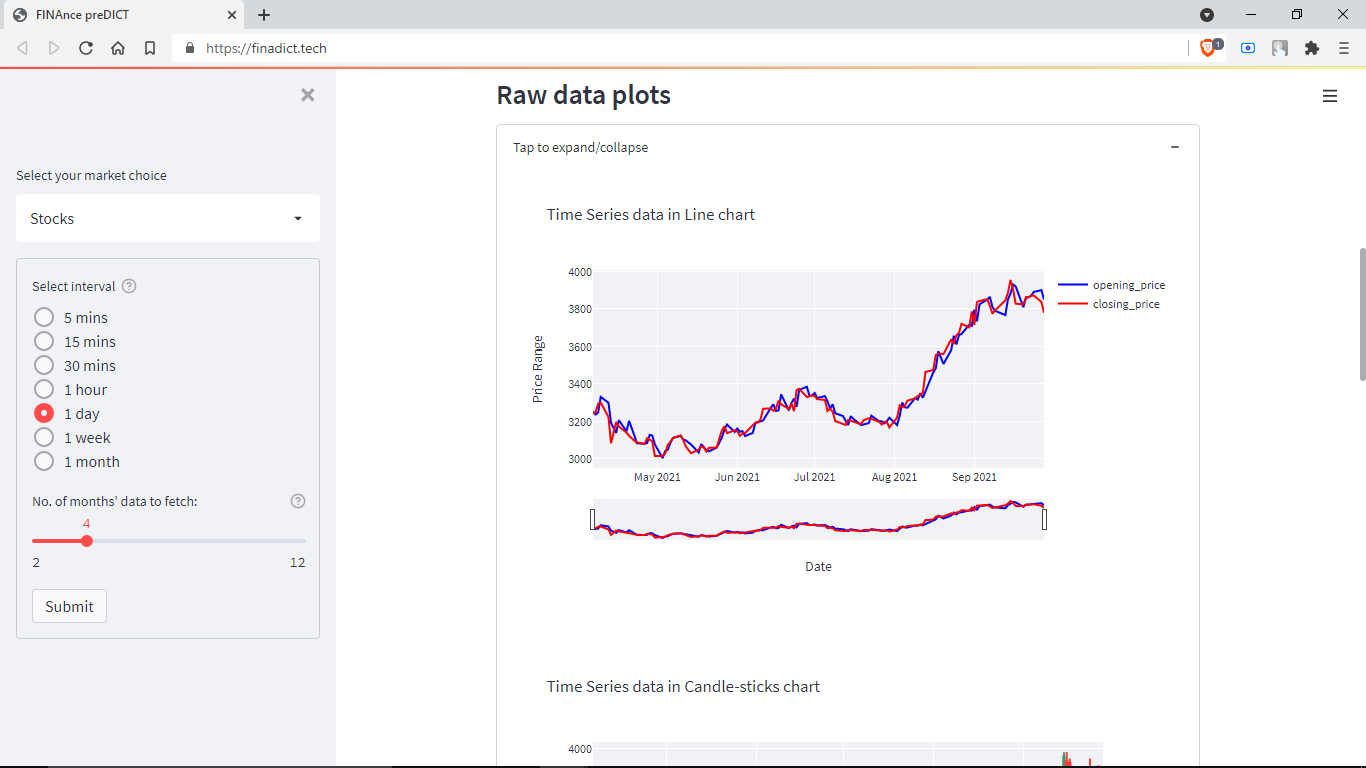 FINAnce preDICT
https://finadict.tech
1
Select your market choice
Stocks
Select interval
?
5 mins
15 mins
30 mins
1 hour
1 day
1 week
1 month
No. of months' data to fetch:
?
4
2 12
Submit
Raw data plots
Tap to expand/collapse
Time Series data in Line chart
4000
3800
3600
3400
3200
3000
Price Range
opening_price
closing_price
May 2021 Jun 2021 Jul 2021 Aug 2021 Sep 2021
Date
Time Series data in Candle-sticks chart
4000